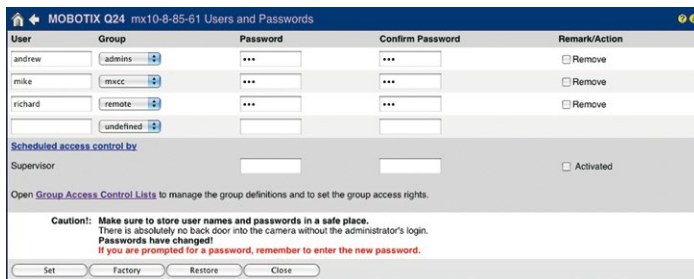 MOBOTIX Q24 mx10-8-85-61 Users and Passwords
User Group Password Confirm Password Remark/Action
andrew admins ••• ••• Remove
mike mxcc ••• ••• Remove
richard remote ••• ••• Remove
undefined
Scheduled access control by
Supervisor Activated
Open Group Access Control Lists to manage the group definitions and to set the group access rights.
Caution!: Make sure to store user names and passwords in a safe place.
There is absolutely no back door into the camera without the administrator's login.
Passwords have changed!
If you are prompted for a password, remember to enter the new password.
Set Factory Restore Close